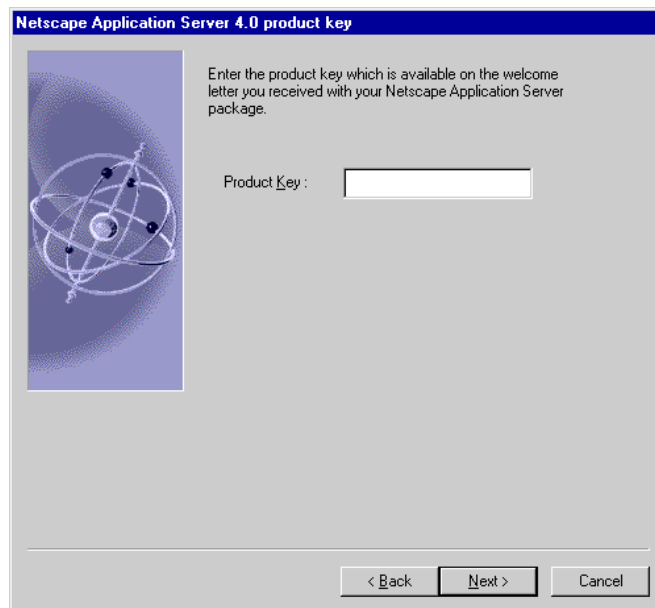 Netscape Application Server 4.0 product key
Enter the product key which is available on the welcome
letter you received with your Netscape Application Server
package.
Product Key :
< Back Next > Cancel